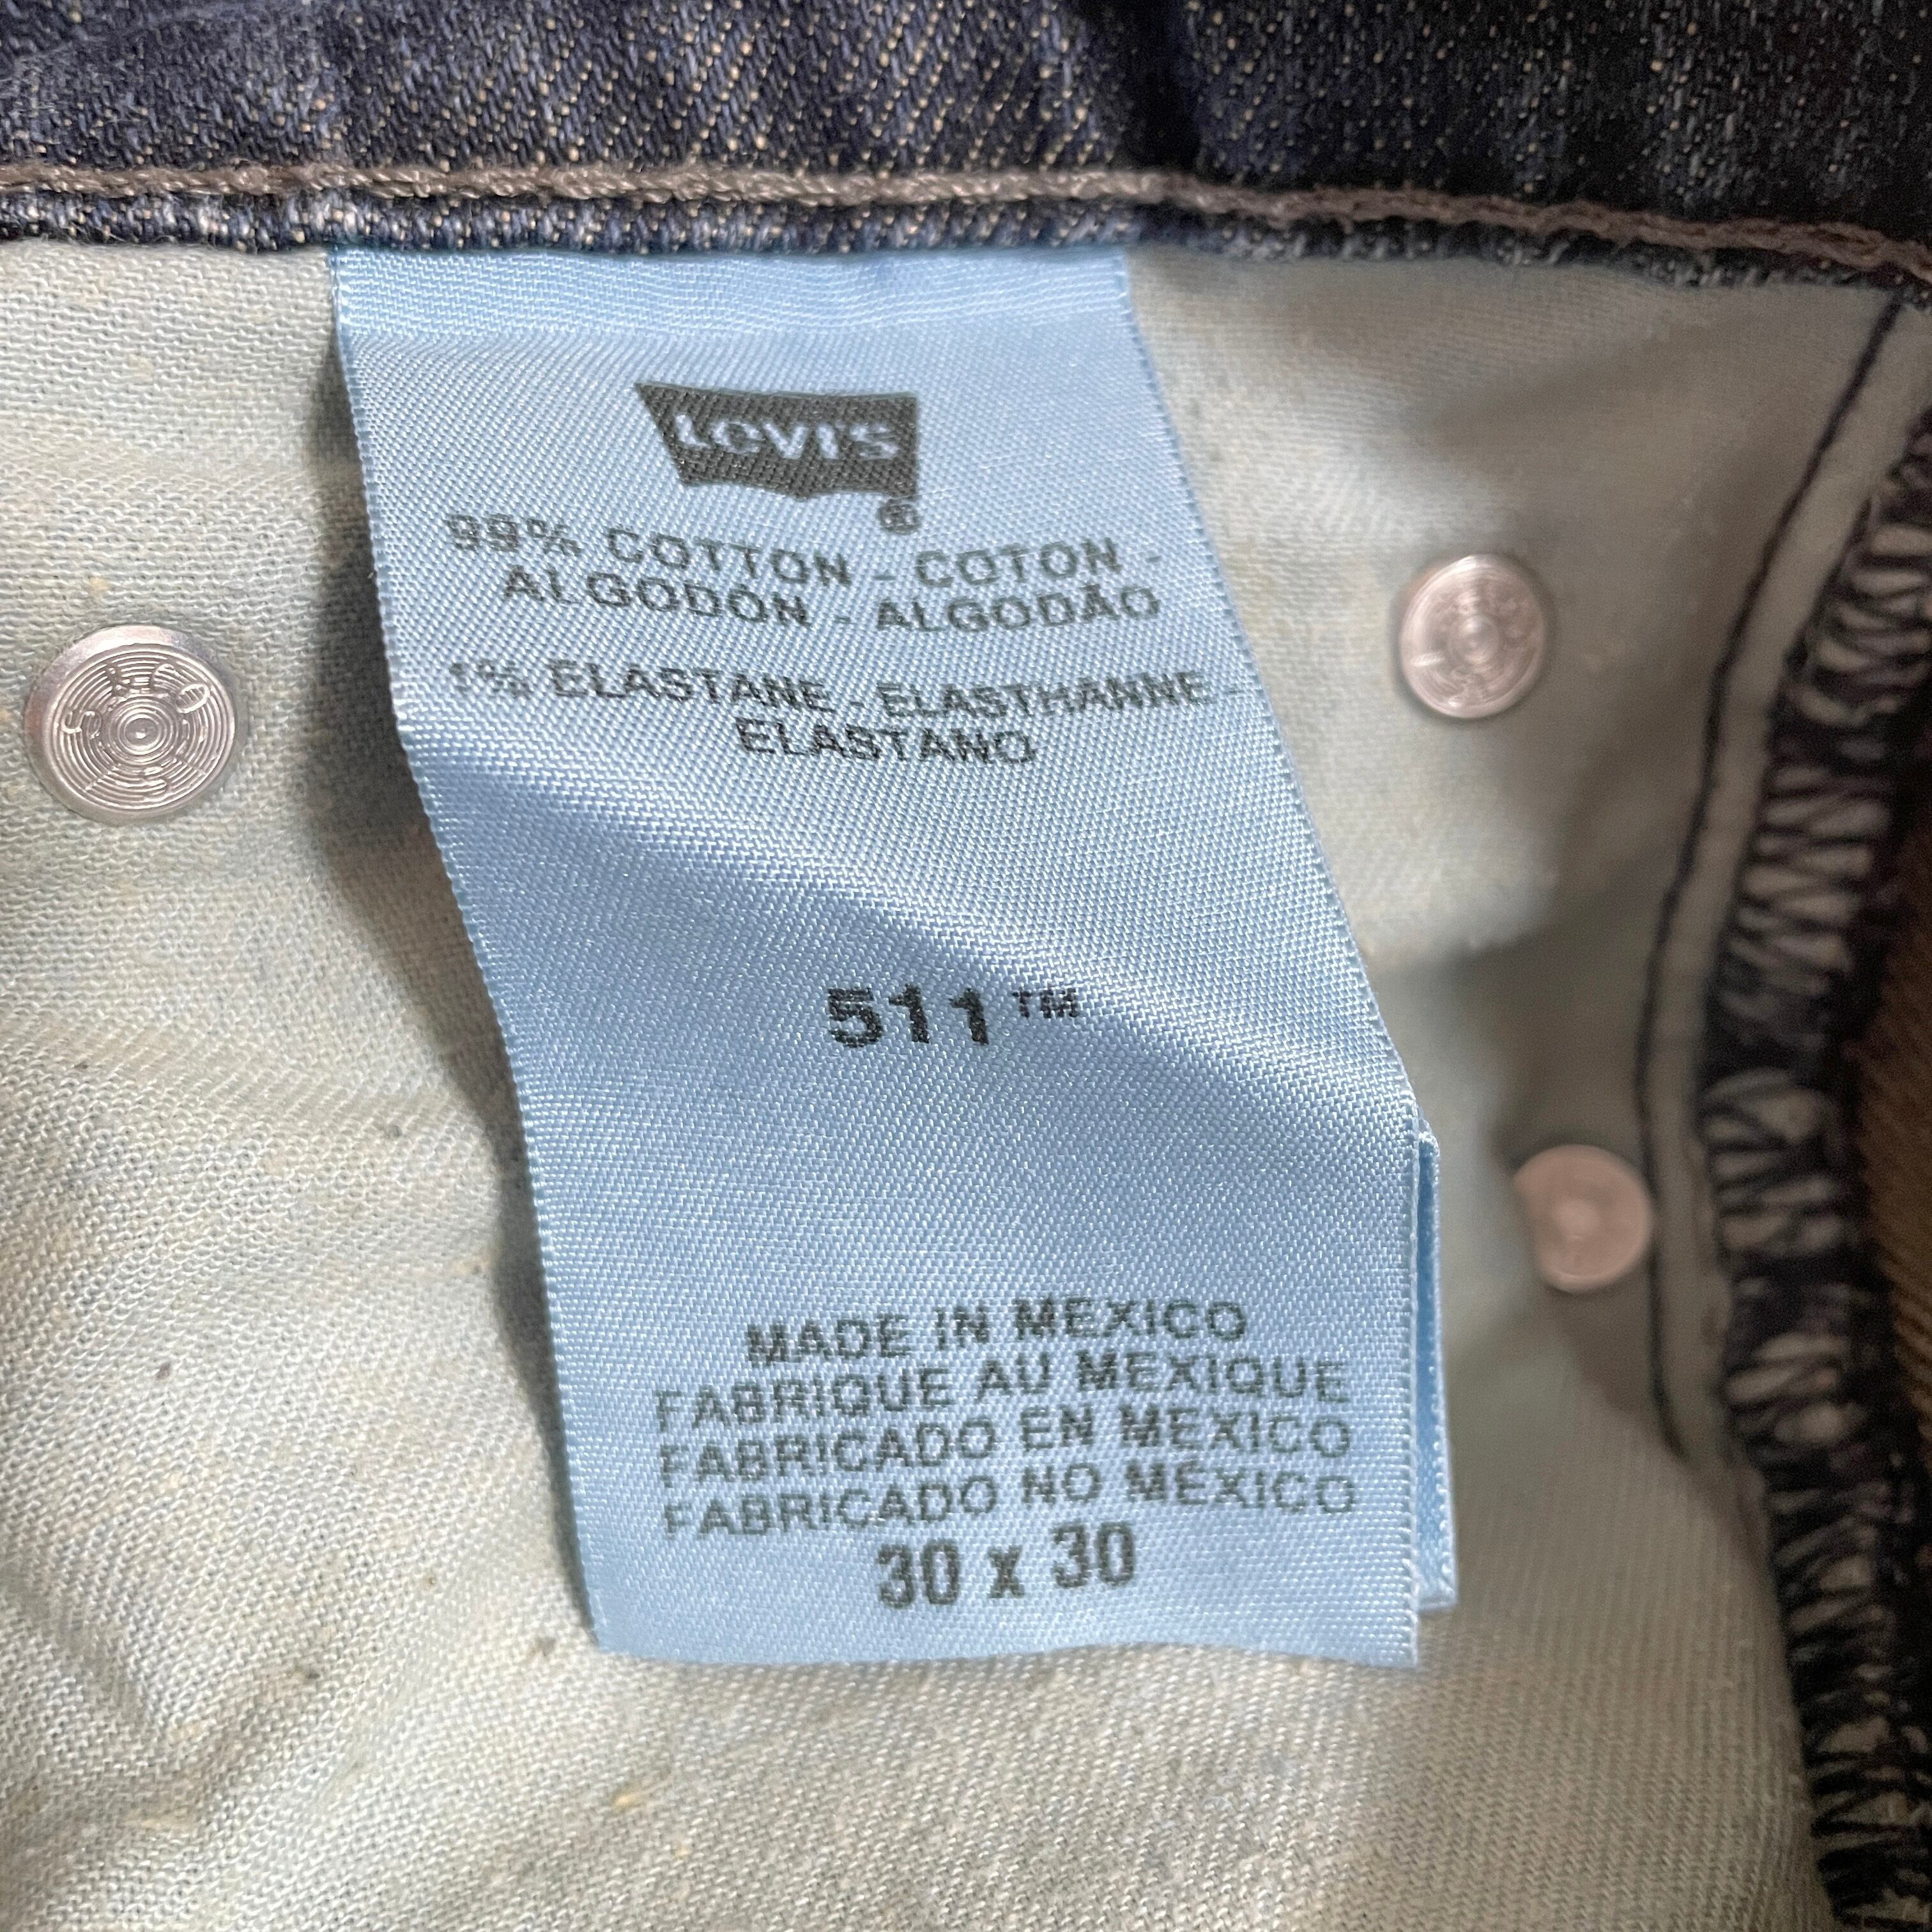 LEVI'S
®
99% COTTON - COTON -
ALGODÓN - ALGODÃO
1% ELASTANE - ELASTHANNE -
ELASTANO
511™
MADE IN MEXICO
FABRIQUE AU MEXIQUE
FABRICADO EN MEXICO
FABRICADO NO MÉXICO
30 x 30